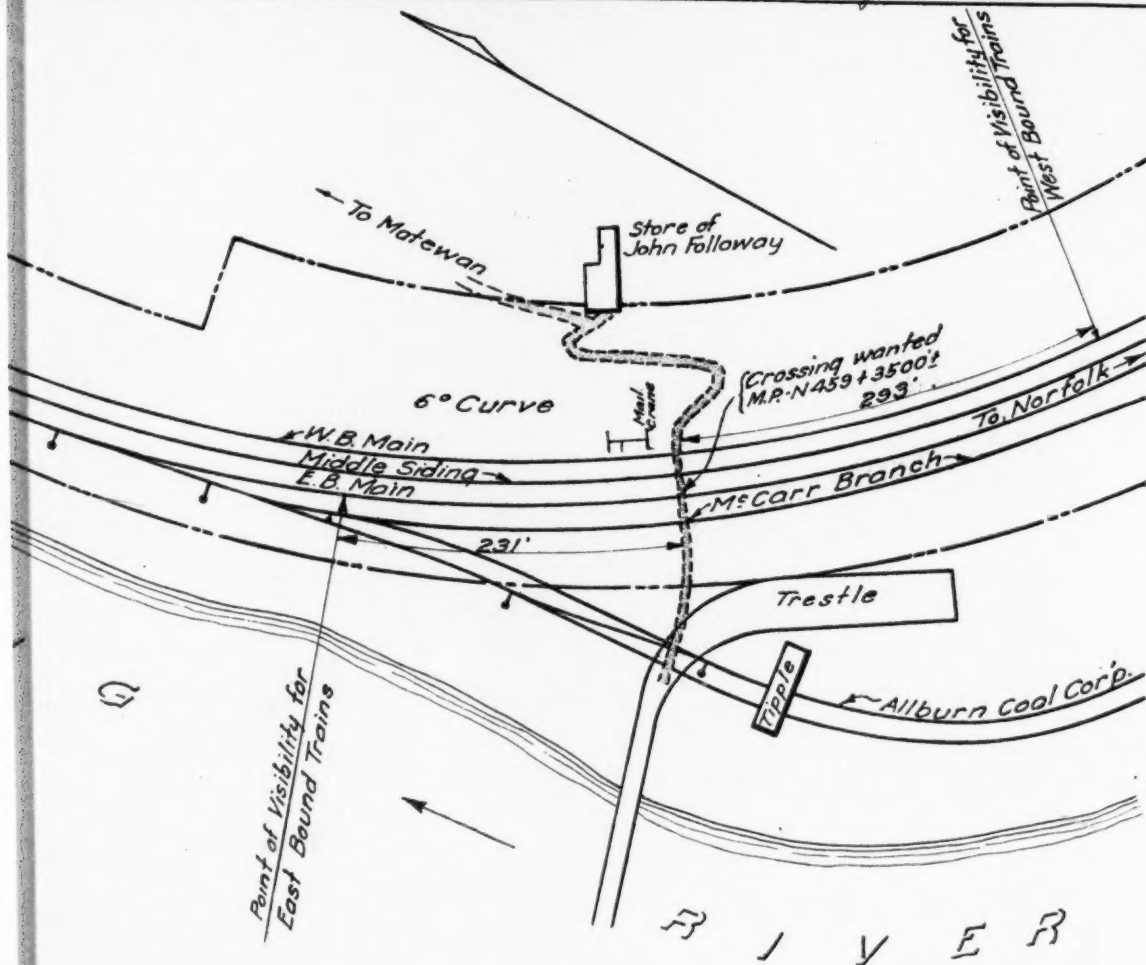 Point of Visibility for
West Bound Trains
To Matewan
Store of
John Followay
Crossing wanted
M.P.-N459+3500'±
293'
Mail
crane
6° Curve
To Norfolk
W.B. Main
Middle Siding
E.B. Main
McCarr Branch
231'
Trestle
Tipple
Allburn Coal Cor'p.
Point of Visibility for
East Bound Trains
G
RIVER